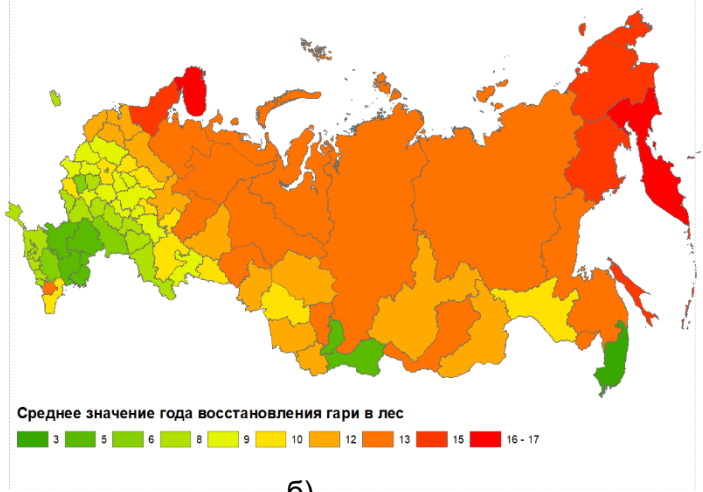 Среднее значение года восстановления гари в лес
3 5 6 8 9 10 12 13 15 16 - 17
б)